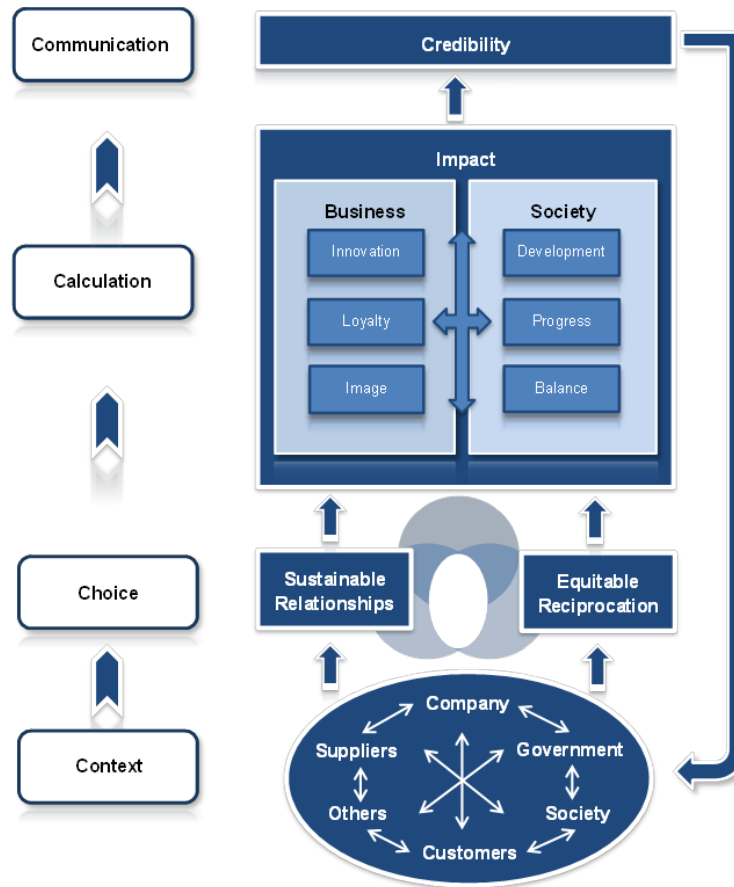 Communication
Credibility
Impact
Business
Society
Innovation
Development
Calculation
Loyalty
Progress
Image
Balance
Choice
Sustainable
Relationships
Equitable
Reciprocation
Context
Company
Suppliers
Government
Others
Society
Customers